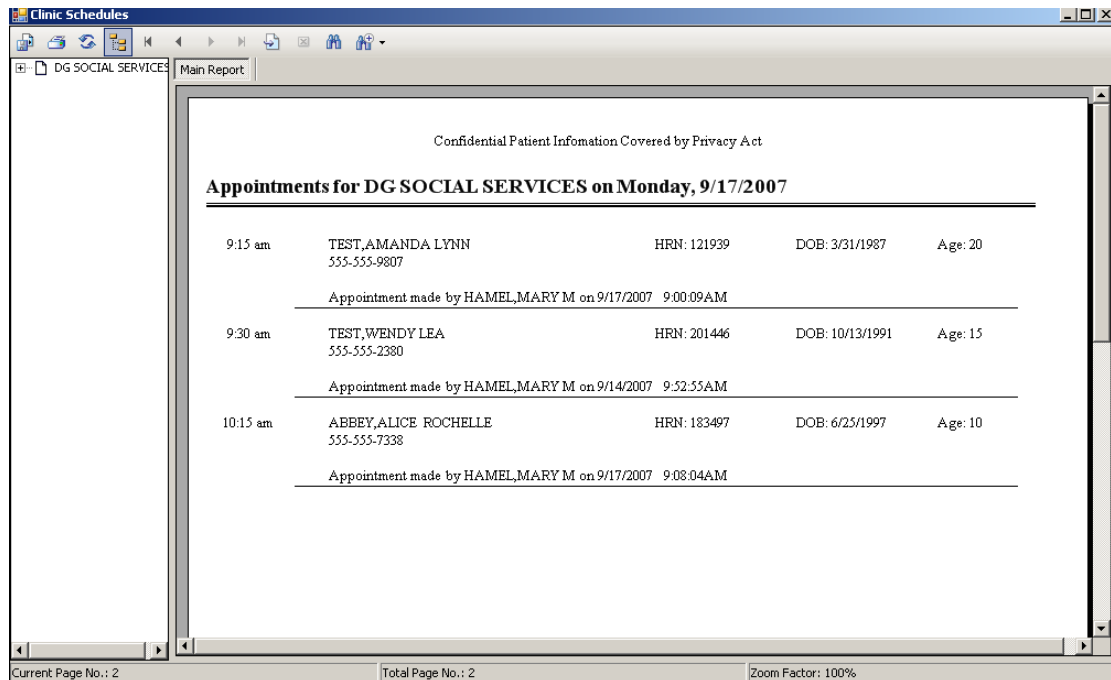 Clinic Schedules
DG SOCIAL SERVICES
Main Report
Confidential Patient Infomation Covered by Privacy Act
Appointments for DG SOCIAL SERVICES on Monday, 9/17/2007
9:15 am TEST,AMANDA LYNN HRN: 121939 DOB: 3/31/1987 Age: 20
555-555-9807
Appointment made by HAMEL,MARY M on 9/17/2007 9:00:09AM
9:30 am TEST,WENDY LEA HRN: 201446 DOB: 10/13/1991 Age: 15
555-555-2380
Appointment made by HAMEL,MARY M on 9/14/2007 9:52:55AM
10:15 am ABBEY,ALICE ROCHELLE HRN: 183497 DOB: 6/25/1997 Age: 10
555-555-7338
Appointment made by HAMEL,MARY M on 9/17/2007 9:08:04AM
Current Page No.: 2 Total Page No.: 2 Zoom Factor: 100%